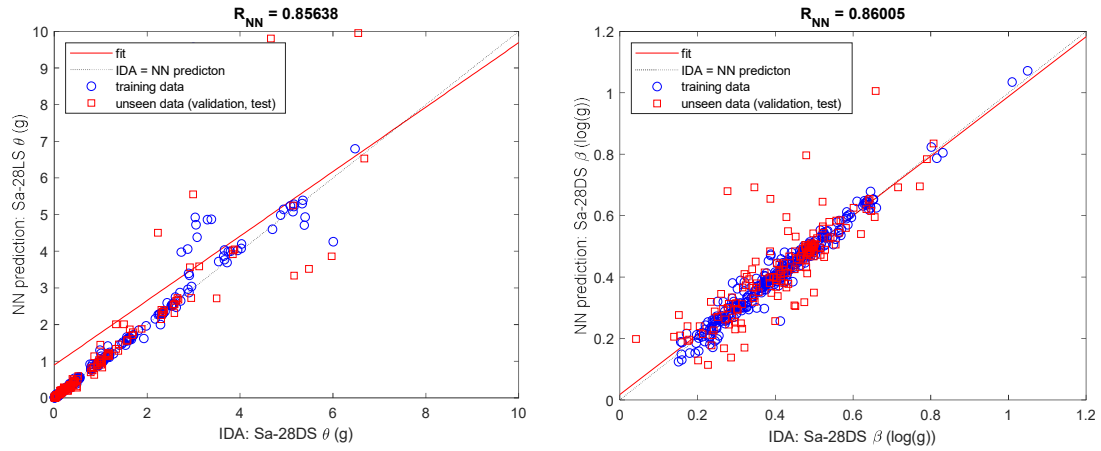 R_NN = 0.85638
10
9
8
7
6
5
4
3
2
1
0
NN prediction: Sa-28LS θ (g)
fit
IDA = NN predicton
training data
unseen data (validation, test)
0 2 4 6 8 10
IDA: Sa-28DS θ (g)
R_NN = 0.86005
1.2
1
0.8
0.6
0.4
0.2
0
NN prediction: Sa-28DS β (log(g))
fit
IDA = NN predicton
training data
unseen data (validation, test)
0 0.2 0.4 0.6 0.8 1 1.2
IDA: Sa-28DS β (log(g))